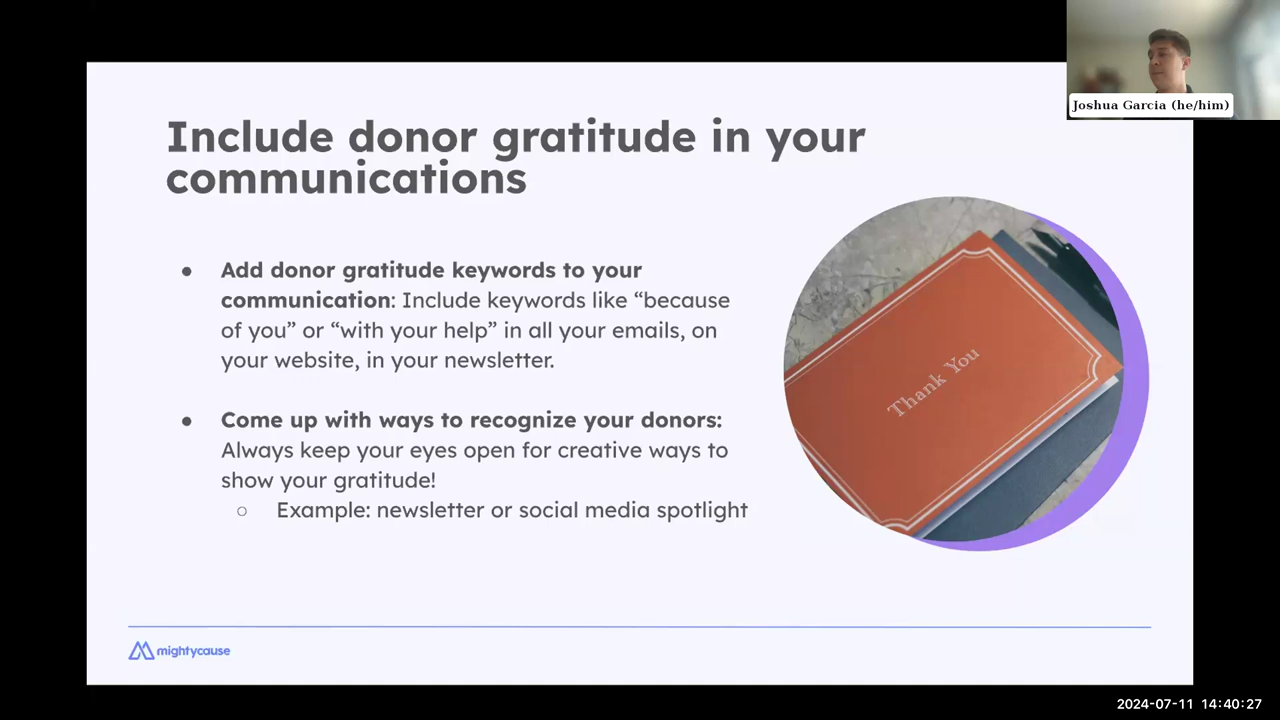 Joshua Garcia (he/him)
Include donor gratitude in your
communications
● Add donor gratitude keywords to your
communication: Include keywords like “because
of you” or “with your help” in all your emails, on
your website, in your newsletter.
● Come up with ways to recognize your donors:
Always keep your eyes open for creative ways to
show your gratitude!
○ Example: newsletter or social media spotlight
Thank You
mightycause
2024-07-11 14:40:27